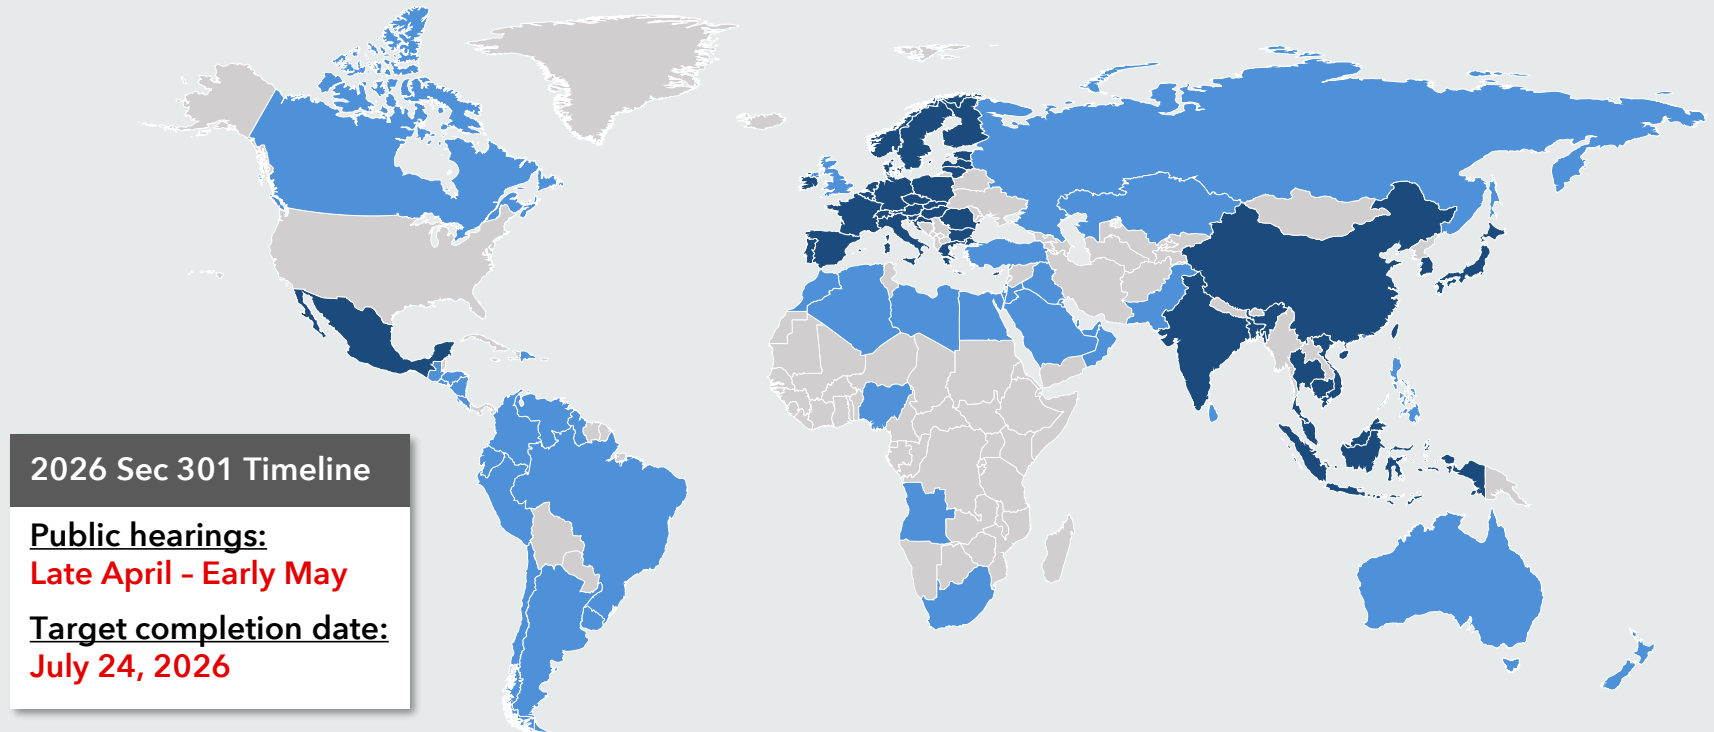 2026 Sec 301 Timeline
Public hearings:
Late April – Early May
Target completion date:
July 24, 2026